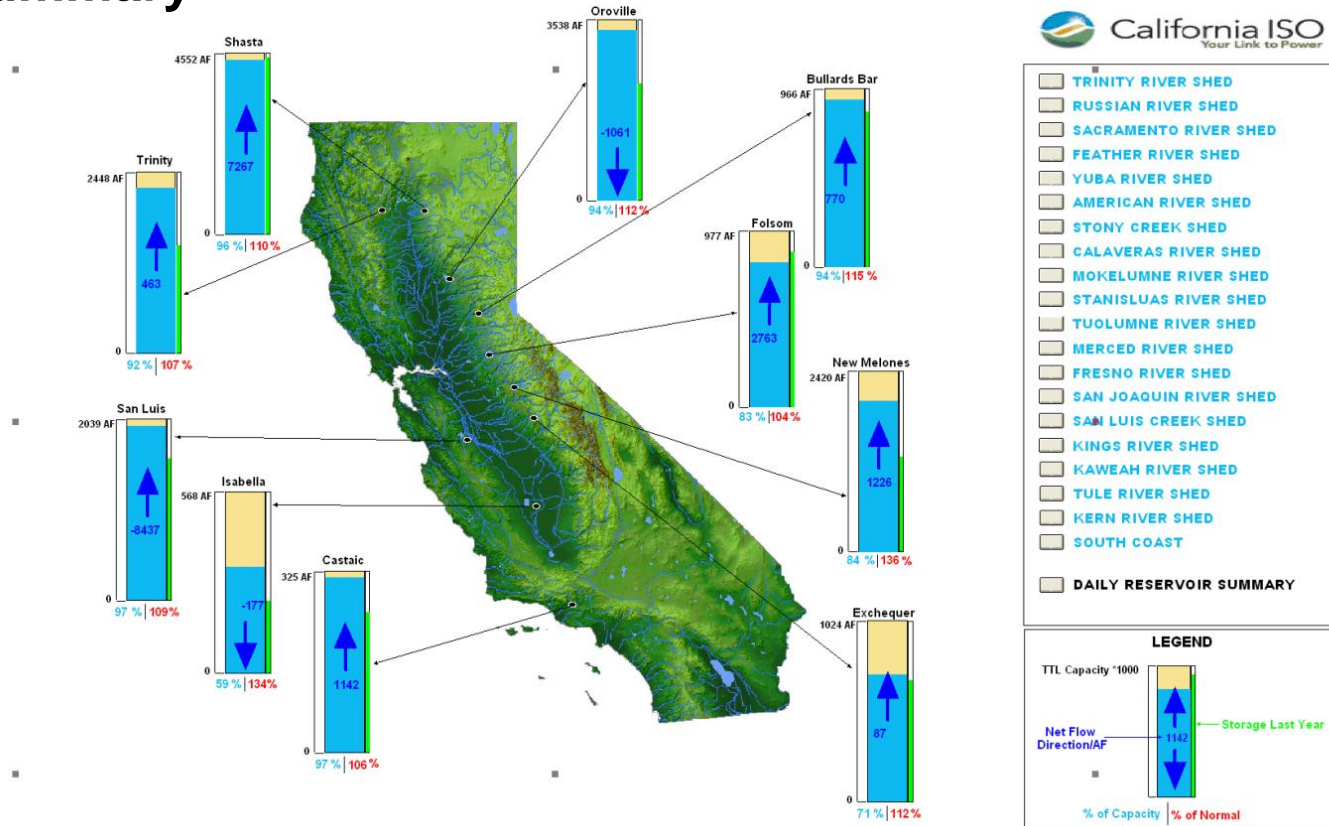 Oroville
3538 AF
-1061
0
94 % | 112%
Shasta
4552 AF
7267
0
96 % | 110%
Bullards Bar
966 AF
770
0
94 % | 115 %
Trinity
2448 AF
463
0
92 % | 107 %
Folsom
977 AF
2763
0
83 % | 104 %
New Melones
2420 AF
1226
0
84 % | 136 %
San Luis
2039 AF
-8437
0
97 % | 109%
Isabella
568 AF
-177
0
59 % | 134%
Castaic
325 AF
1142
0
97 % | 106 %
Exchequer
1024 AF
87
0
71 % | 112 %
California ISO
Your Link to Power
TRINITY RIVER SHED
RUSSIAN RIVER SHED
SACRAMENTO RIVER SHED
FEATHER RIVER SHED
YUBA RIVER SHED
AMERICAN RIVER SHED
STONY CREEK SHED
CALAVERAS RIVER SHED
MOKELUMNE RIVER SHED
STANISLUAS RIVER SHED
TUOLUMNE RIVER SHED
MERCED RIVER SHED
FRESNO RIVER SHED
SAN JOAQUIN RIVER SHED
SAN LUIS CREEK SHED
KINGS RIVER SHED
KAWEAH RIVER SHED
TULE RIVER SHED
KERN RIVER SHED
SOUTH COAST
DAILY RESERVOIR SUMMARY
LEGEND
TTL Capacity *1000
Net Flow
Direction/AF
1142
Storage Last Year
% of Capacity | % of Normal